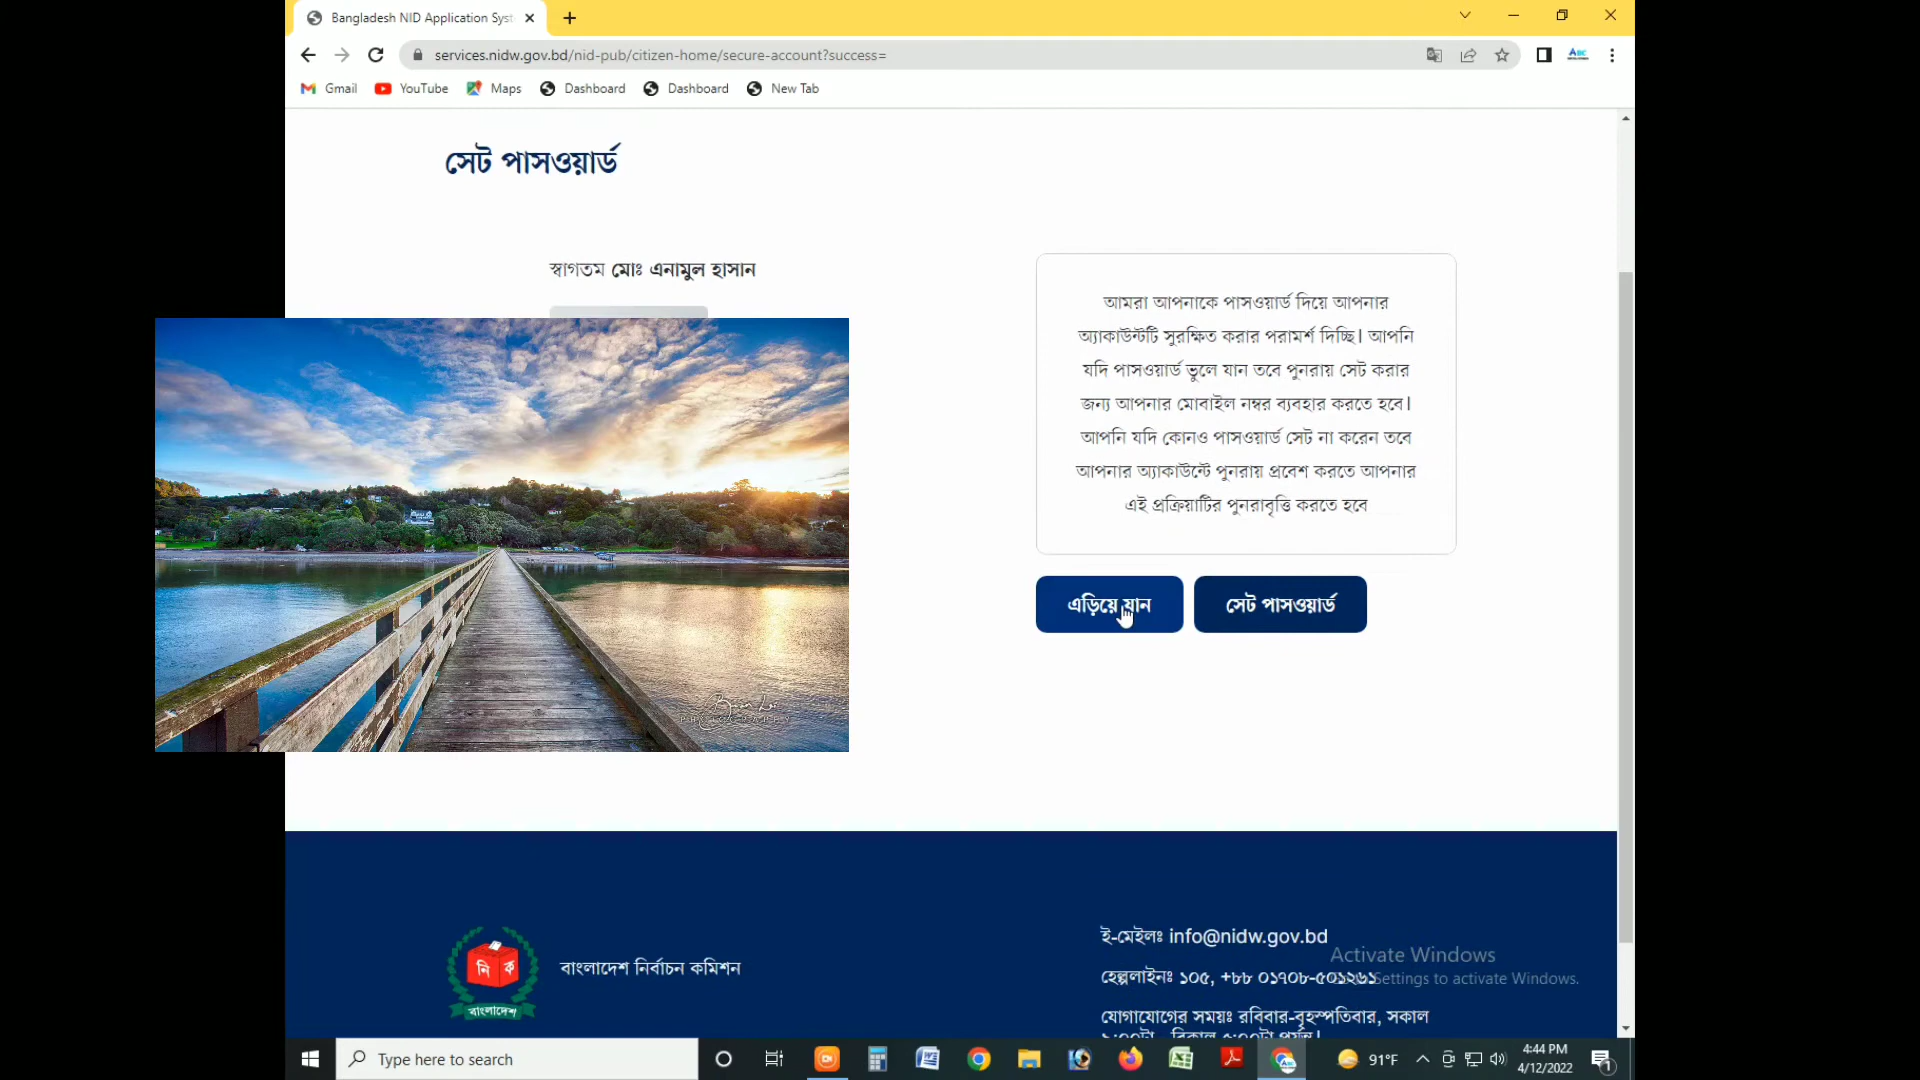 Bangladesh NID Application Syst
services.nidw.gov.bd/nid-pub/citizen-home/secure-account?success=
Gmail YouTube Maps Dashboard Dashboard New Tab
সেট পাসওয়ার্ড
স্বাগতম মোঃ এনামুল হাসান
আমরা আপনাকে পাসওয়ার্ড দিয়ে আপনার
অ্যাকাউন্টটি সুরক্ষিত করার পরামর্শ দিচ্ছি। আপনি
যদি পাসওয়ার্ড ভুলে যান তবে পুনরায় সেট করার
জন্য আপনার মোবাইল নম্বর ব্যবহার করতে হবে।
আপনি যদি কোনও পাসওয়ার্ড সেট না করেন তবে
আপনার অ্যাকাউন্টে পুনরায় প্রবেশ করতে আপনার
এই প্রক্রিয়াটির পুনরাবৃত্তি করতে হবে
এড়িয়ে যান সেট পাসওয়ার্ড
নি ক
বাংলাদেশ
বাংলাদেশ নির্বাচন কমিশন
ই-মেইলঃ info@nidw.gov.bd
Activate Windows
হেল্পলাইনঃ ১০৫, +৮৮ ০১৭০৮-৫০১২৬১
Settings to activate Windows.
যোগাযোগের সময়ঃ রবিবার-বৃহস্পতিবার, সকাল
Type here to search
91°F
4:44 PM
4/12/2022
1